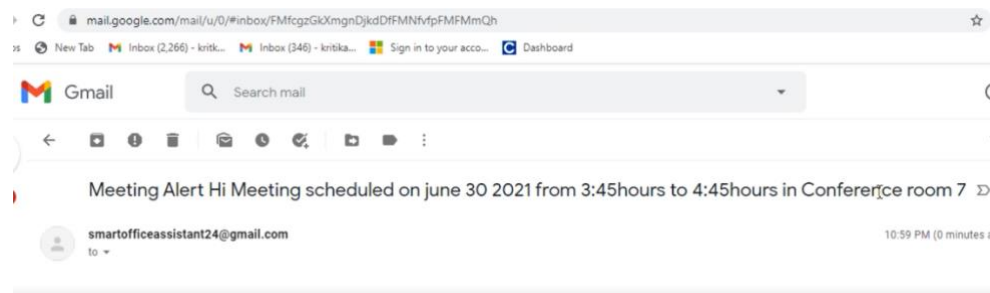 mail.google.com/mail/u/0/#inbox/FMfcgzGkXmgnDjkdDfFMNfvfpFMFMmQh
New Tab Inbox (2,266) - kritk... Inbox (346) - kritika... Sign in to your acco... Dashboard
Gmail Search mail
Meeting Alert Hi Meeting scheduled on june 30 2021 from 3:45hours to 4:45hours in Conference room 7
smartofficeassistant24@gmail.com 10:59 PM (0 minutes
to